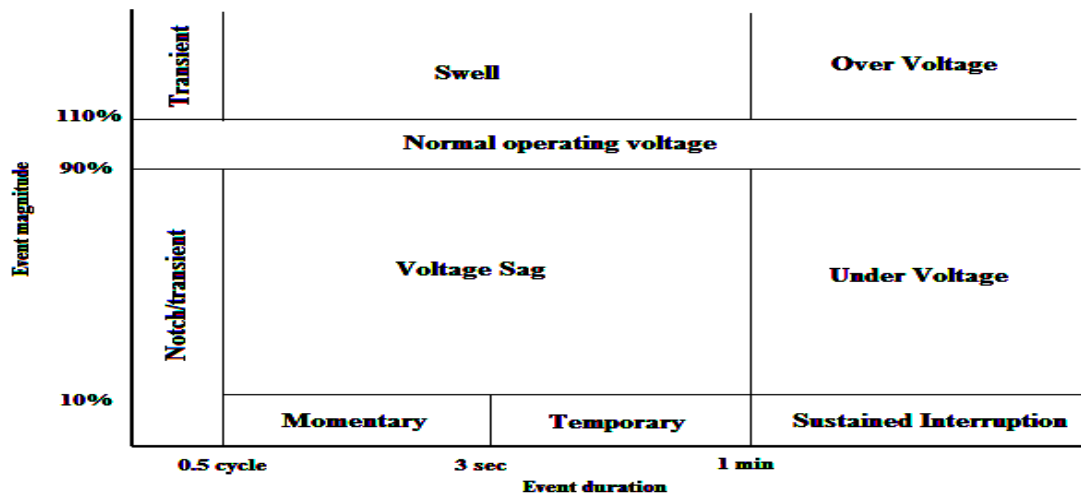 Transient
Swell
Over Voltage
110%
Normal operating voltage
90%
Event magnitude
Notch/transient
Voltage Sag
Under Voltage
10%
Momentary
Temporary
Sustained Interruption
0.5 cycle
3 sec
1 min
Event duration